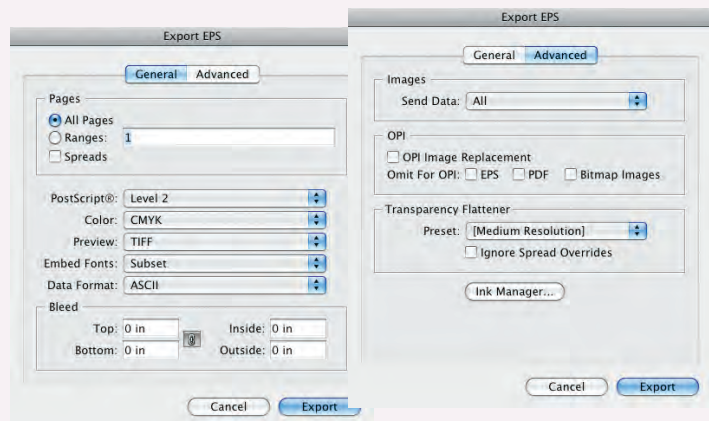 Export EPS
General Advanced
Pages
All Pages
Ranges: 1
Spreads
PostScript®: Level 2
Color: CMYK
Preview: TIFF
Embed Fonts: Subset
Data Format: ASCII
Bleed
Top: 0 in Inside: 0 in
Bottom: 0 in Outside: 0 in
Cancel Export
Export EPS
General Advanced
Images
Send Data: All
OPI
OPI Image Replacement
Omit For OPI: EPS PDF Bitmap Images
Transparency Flattener
Preset: [Medium Resolution]
Ignore Spread Overrides
Ink Manager...
Cancel Export